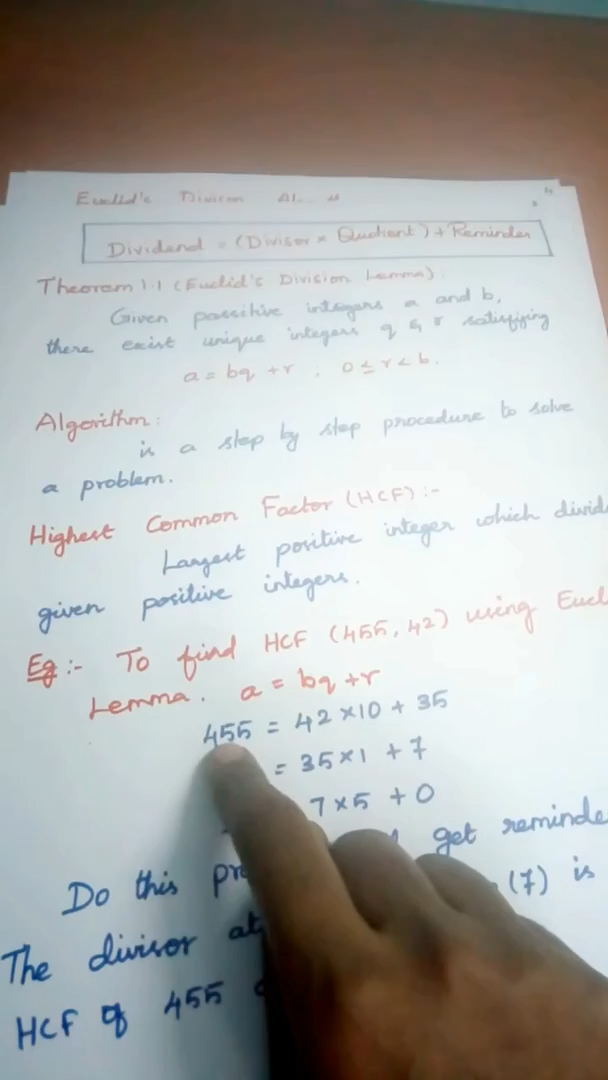 Euclid's Division
Dividend = (Divisor × Quotient) + Reminder
Theorem 1.1 (Euclid's Division Lemma):
Given possitive integers a and b,
there exist unique integers q & r satisfying
a = bq + r , 0 ≤ r < b.
Algorithm:
is a step by step procedure to solve
a problem.
Highest Common Factor (HCF) :-
Largest positive integer which divid
given positive integers.
Eg :- To find HCF (455, 42) using Eucl
Lemma. a = bq + r
455 = 42 × 10 + 35
= 35 × 1 + 7
7 × 5 + 0
Do this get reminde
The divisor at (7) is
HCF of 455